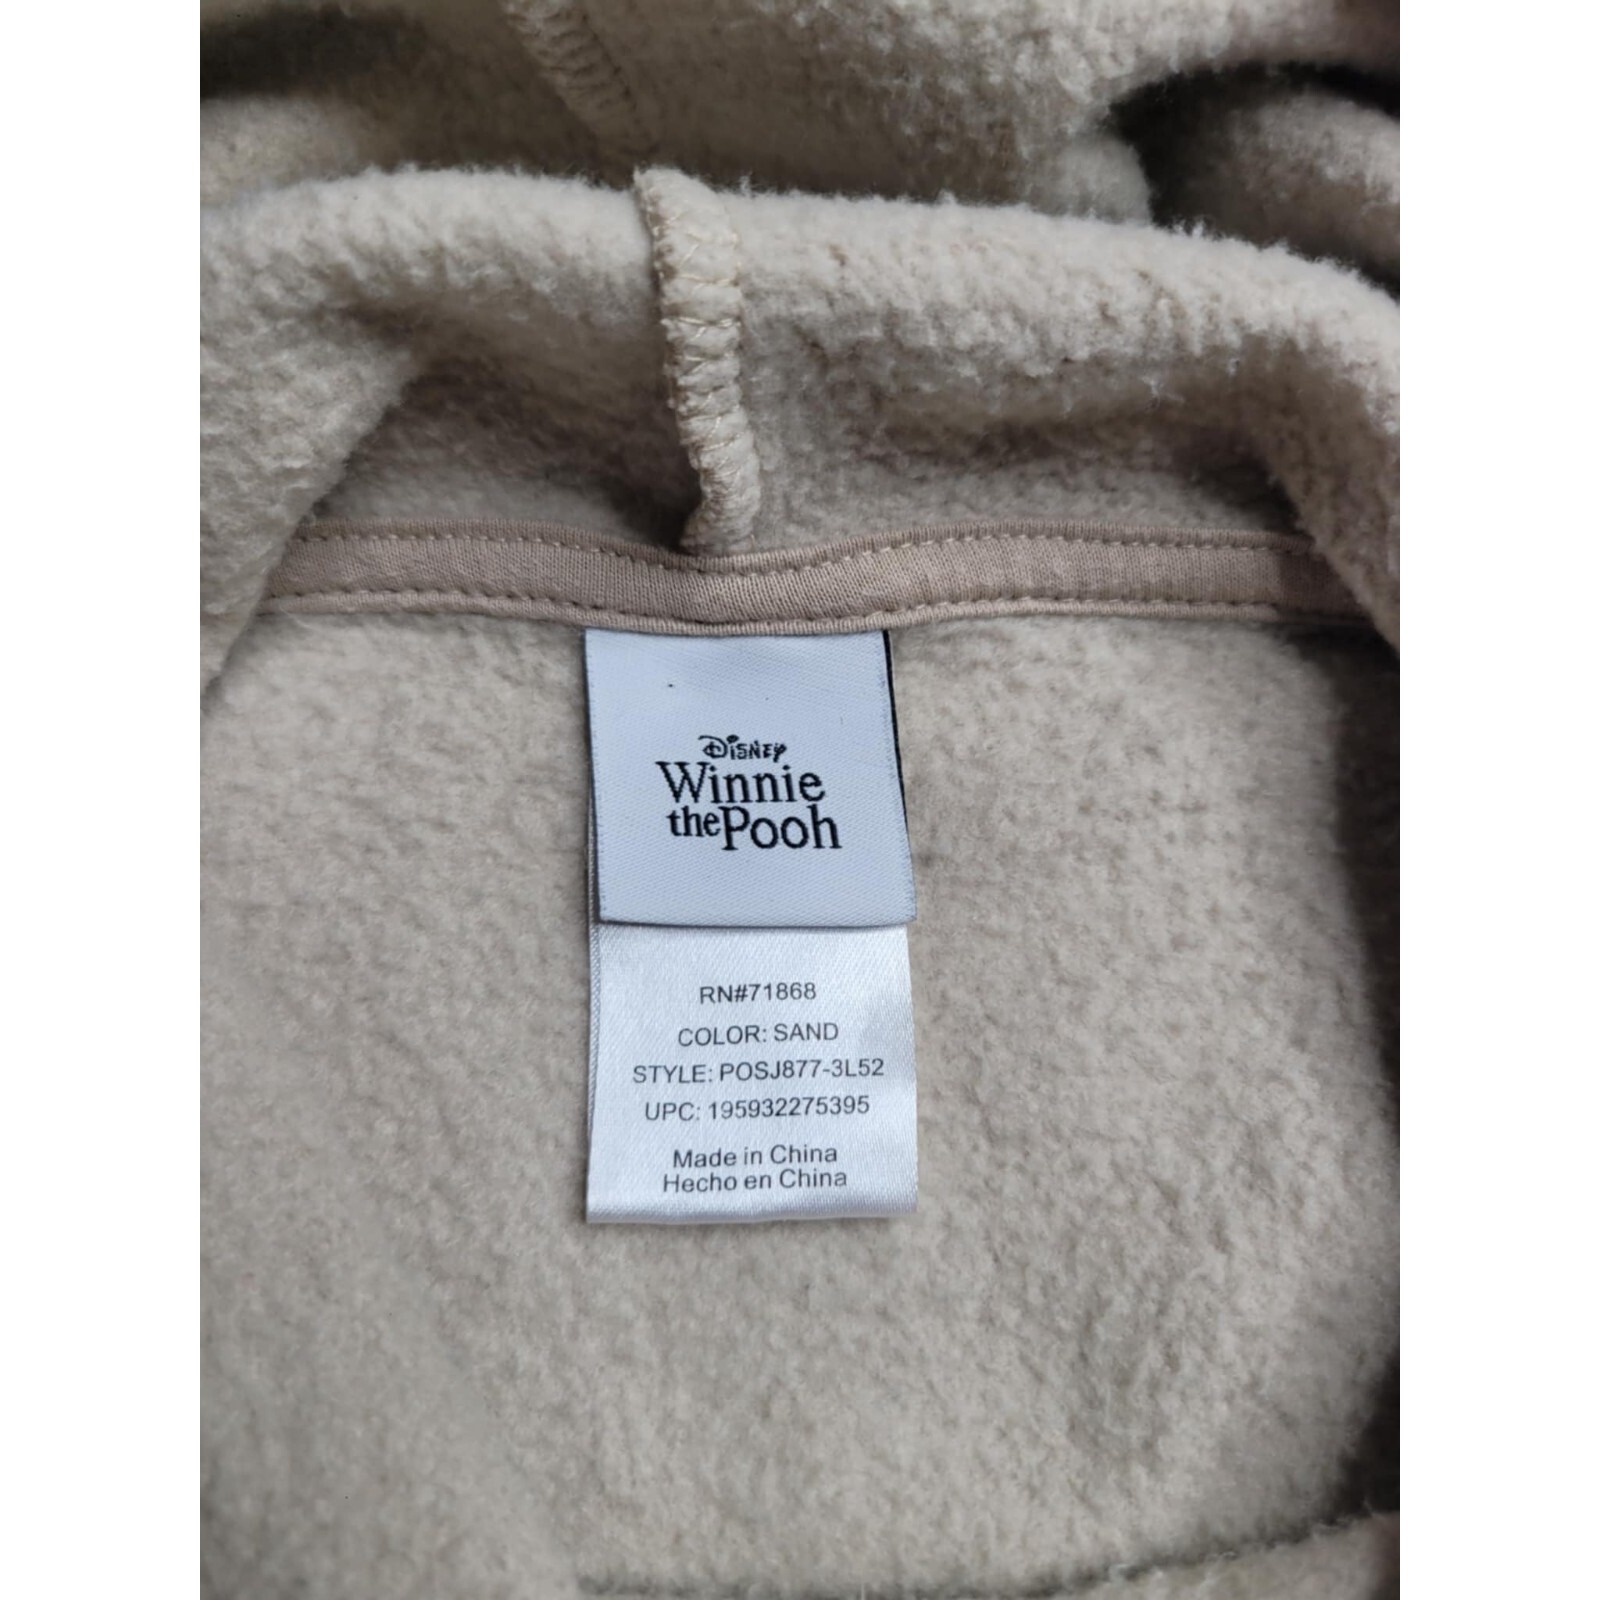 Disney
Winnie
the Pooh
RN#71868
COLOR: SAND
STYLE: POSJ877-3L52
UPC: 195932275395
Made in China
Hecho en China